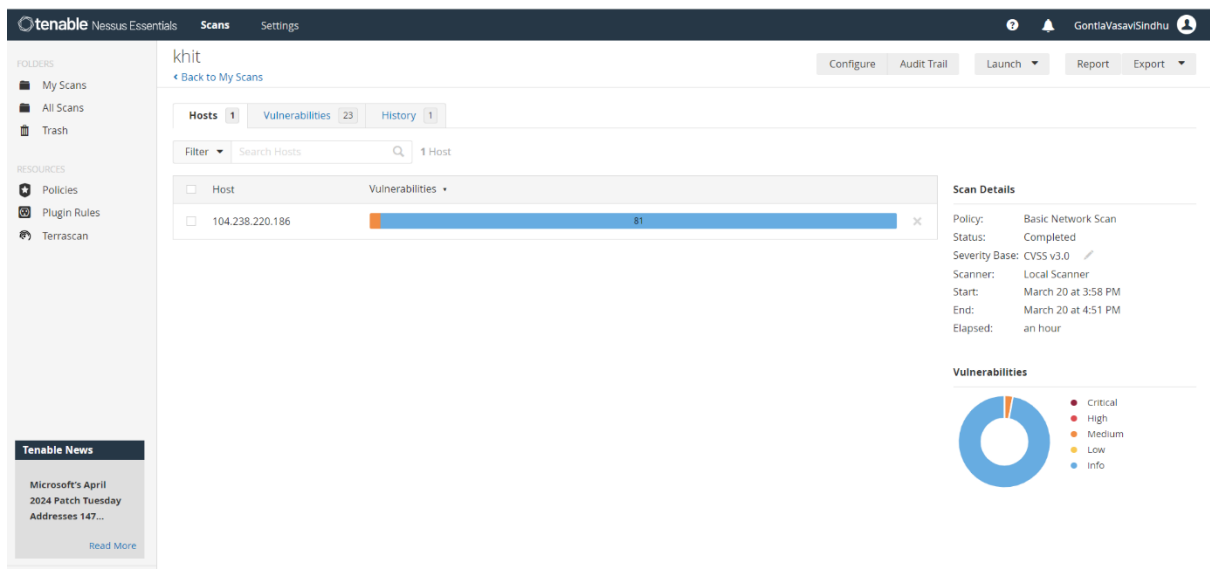 tenable Nessus Essentials Scans Settings GontlaVasaviSindhu
FOLDERS
My Scans
All Scans
Trash
RESOURCES
Policies
Plugin Rules
Terrascan
Tenable News
Microsoft's April
2024 Patch Tuesday
Addresses 147...
Read More
khit
Back to My Scans
Configure Audit Trail Launch Report Export
Hosts 1 Vulnerabilities 23 History 1
Filter Search Hosts 1 Host
Host Vulnerabilities
104.238.220.186 81
Scan Details
Policy: Basic Network Scan
Status: Completed
Severity Base: CVSS v3.0
Scanner: Local Scanner
Start: March 20 at 3:58 PM
End: March 20 at 4:51 PM
Elapsed: an hour
Vulnerabilities
Critical
High
Medium
Low
Info